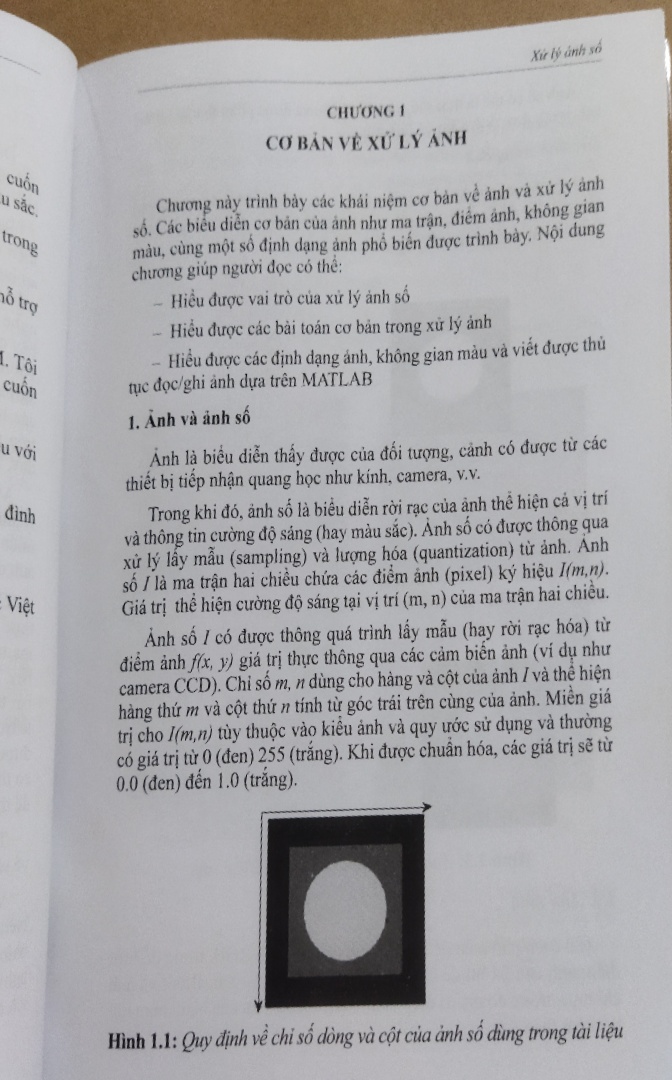 Xử lý ảnh số
CHƯƠNG 1
CƠ BẢN VỀ XỬ LÝ ẢNH
Chương này trình bày các khái niệm cơ bản về ảnh và xử lý ảnh
số. Các biểu diễn cơ bản của ảnh như ma trận, điểm ảnh, không gian
màu, cùng một số định dạng ảnh phổ biến được trình bày. Nội dung
chương giúp người đọc có thể:
– Hiểu được vai trò của xử lý ảnh số
– Hiểu được các bài toán cơ bản trong xử lý ảnh
– Hiểu được các định dạng ảnh, không gian màu và viết được thủ
tục đọc/ghi ảnh dựa trên MATLAB
1. Ảnh và ảnh số
Ảnh là biểu diễn thấy được của đối tượng, cảnh có được từ các
thiết bị tiếp nhận quang học như kính, camera, v.v.
Trong khi đó, ảnh số là biểu diễn rời rạc của ảnh thể hiện cả vị trí
và thông tin cường độ sáng (hay màu sắc). Ảnh số có được thông qua
xử lý lấy mẫu (sampling) và lượng hóa (quantization) từ ảnh. Ảnh
số I là ma trận hai chiều chứa các điểm ảnh (pixel) ký hiệu I(m,n).
Giá trị thể hiện cường độ sáng tại vị trí (m, n) của ma trận hai chiều.
Ảnh số I có được thông quá trình lấy mẫu (hay rời rạc hóa) từ
điểm ảnh f(x, y) giá trị thực thông qua các cảm biến ảnh (ví dụ như
camera CCD). Chỉ số m, n dùng cho hàng và cột của ảnh I và thể hiện
hàng thứ m và cột thứ n tính từ góc trái trên cùng của ảnh. Miền giá
trị cho I(m,n) tùy thuộc vào kiểu ảnh và quy ước sử dụng và thường
có giá trị từ 0 (đen) 255 (trắng). Khi được chuẩn hóa, các giá trị sẽ từ
0.0 (đen) đến 1.0 (trắng).
Hình 1.1: Quy định về chỉ số dòng và cột của ảnh số dùng trong tài liệu
cuốn
u sắc.
trong
hỗ trợ
. Tôi
cuốn
u với
đình
Việt